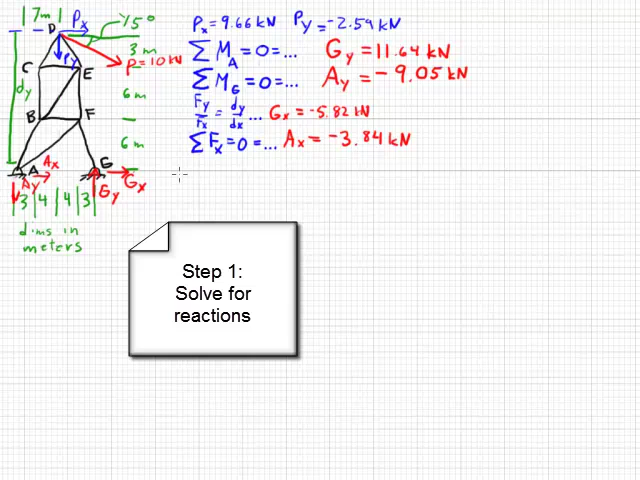 7m
D
Px
15°
Px = 9.66 kN Py = -2.59 kN
3 m
P = 10 kN
Py
ΣMA = 0 = ... Gy = 11.64 kN
C
E
dy
ΣMG = 0 = ... Ay = -9.05 kN
6 m
Fy/Fx = dy/dx ... Gx = -5.82 kN
B
F
6 m
ΣFx = 0 = ... Ax = -3.84 kN
A
Ax
G
Gx
Ay
Gy
3 | 4 | 4 | 3
dims in
meters
Step 1:
Solve for
reactions